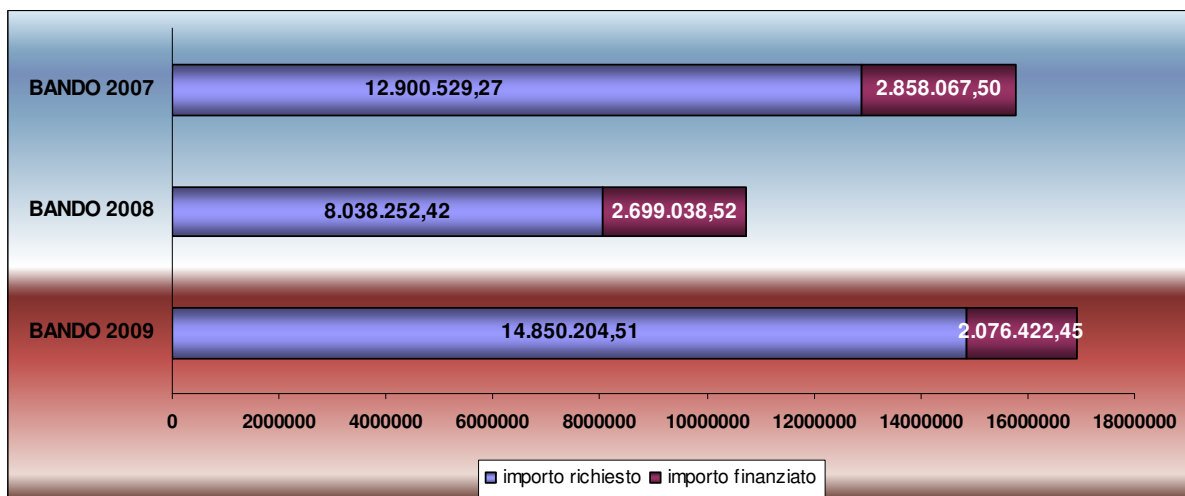 BANDO 2007
12.900.529,27
2.858.067,50
BANDO 2008
8.038.252,42
2.699.038,52
BANDO 2009
14.850.204,51
2.076.422,45
0 2000000 4000000 6000000 8000000 10000000 12000000 14000000 16000000 18000000
importo richiesto importo finanziato